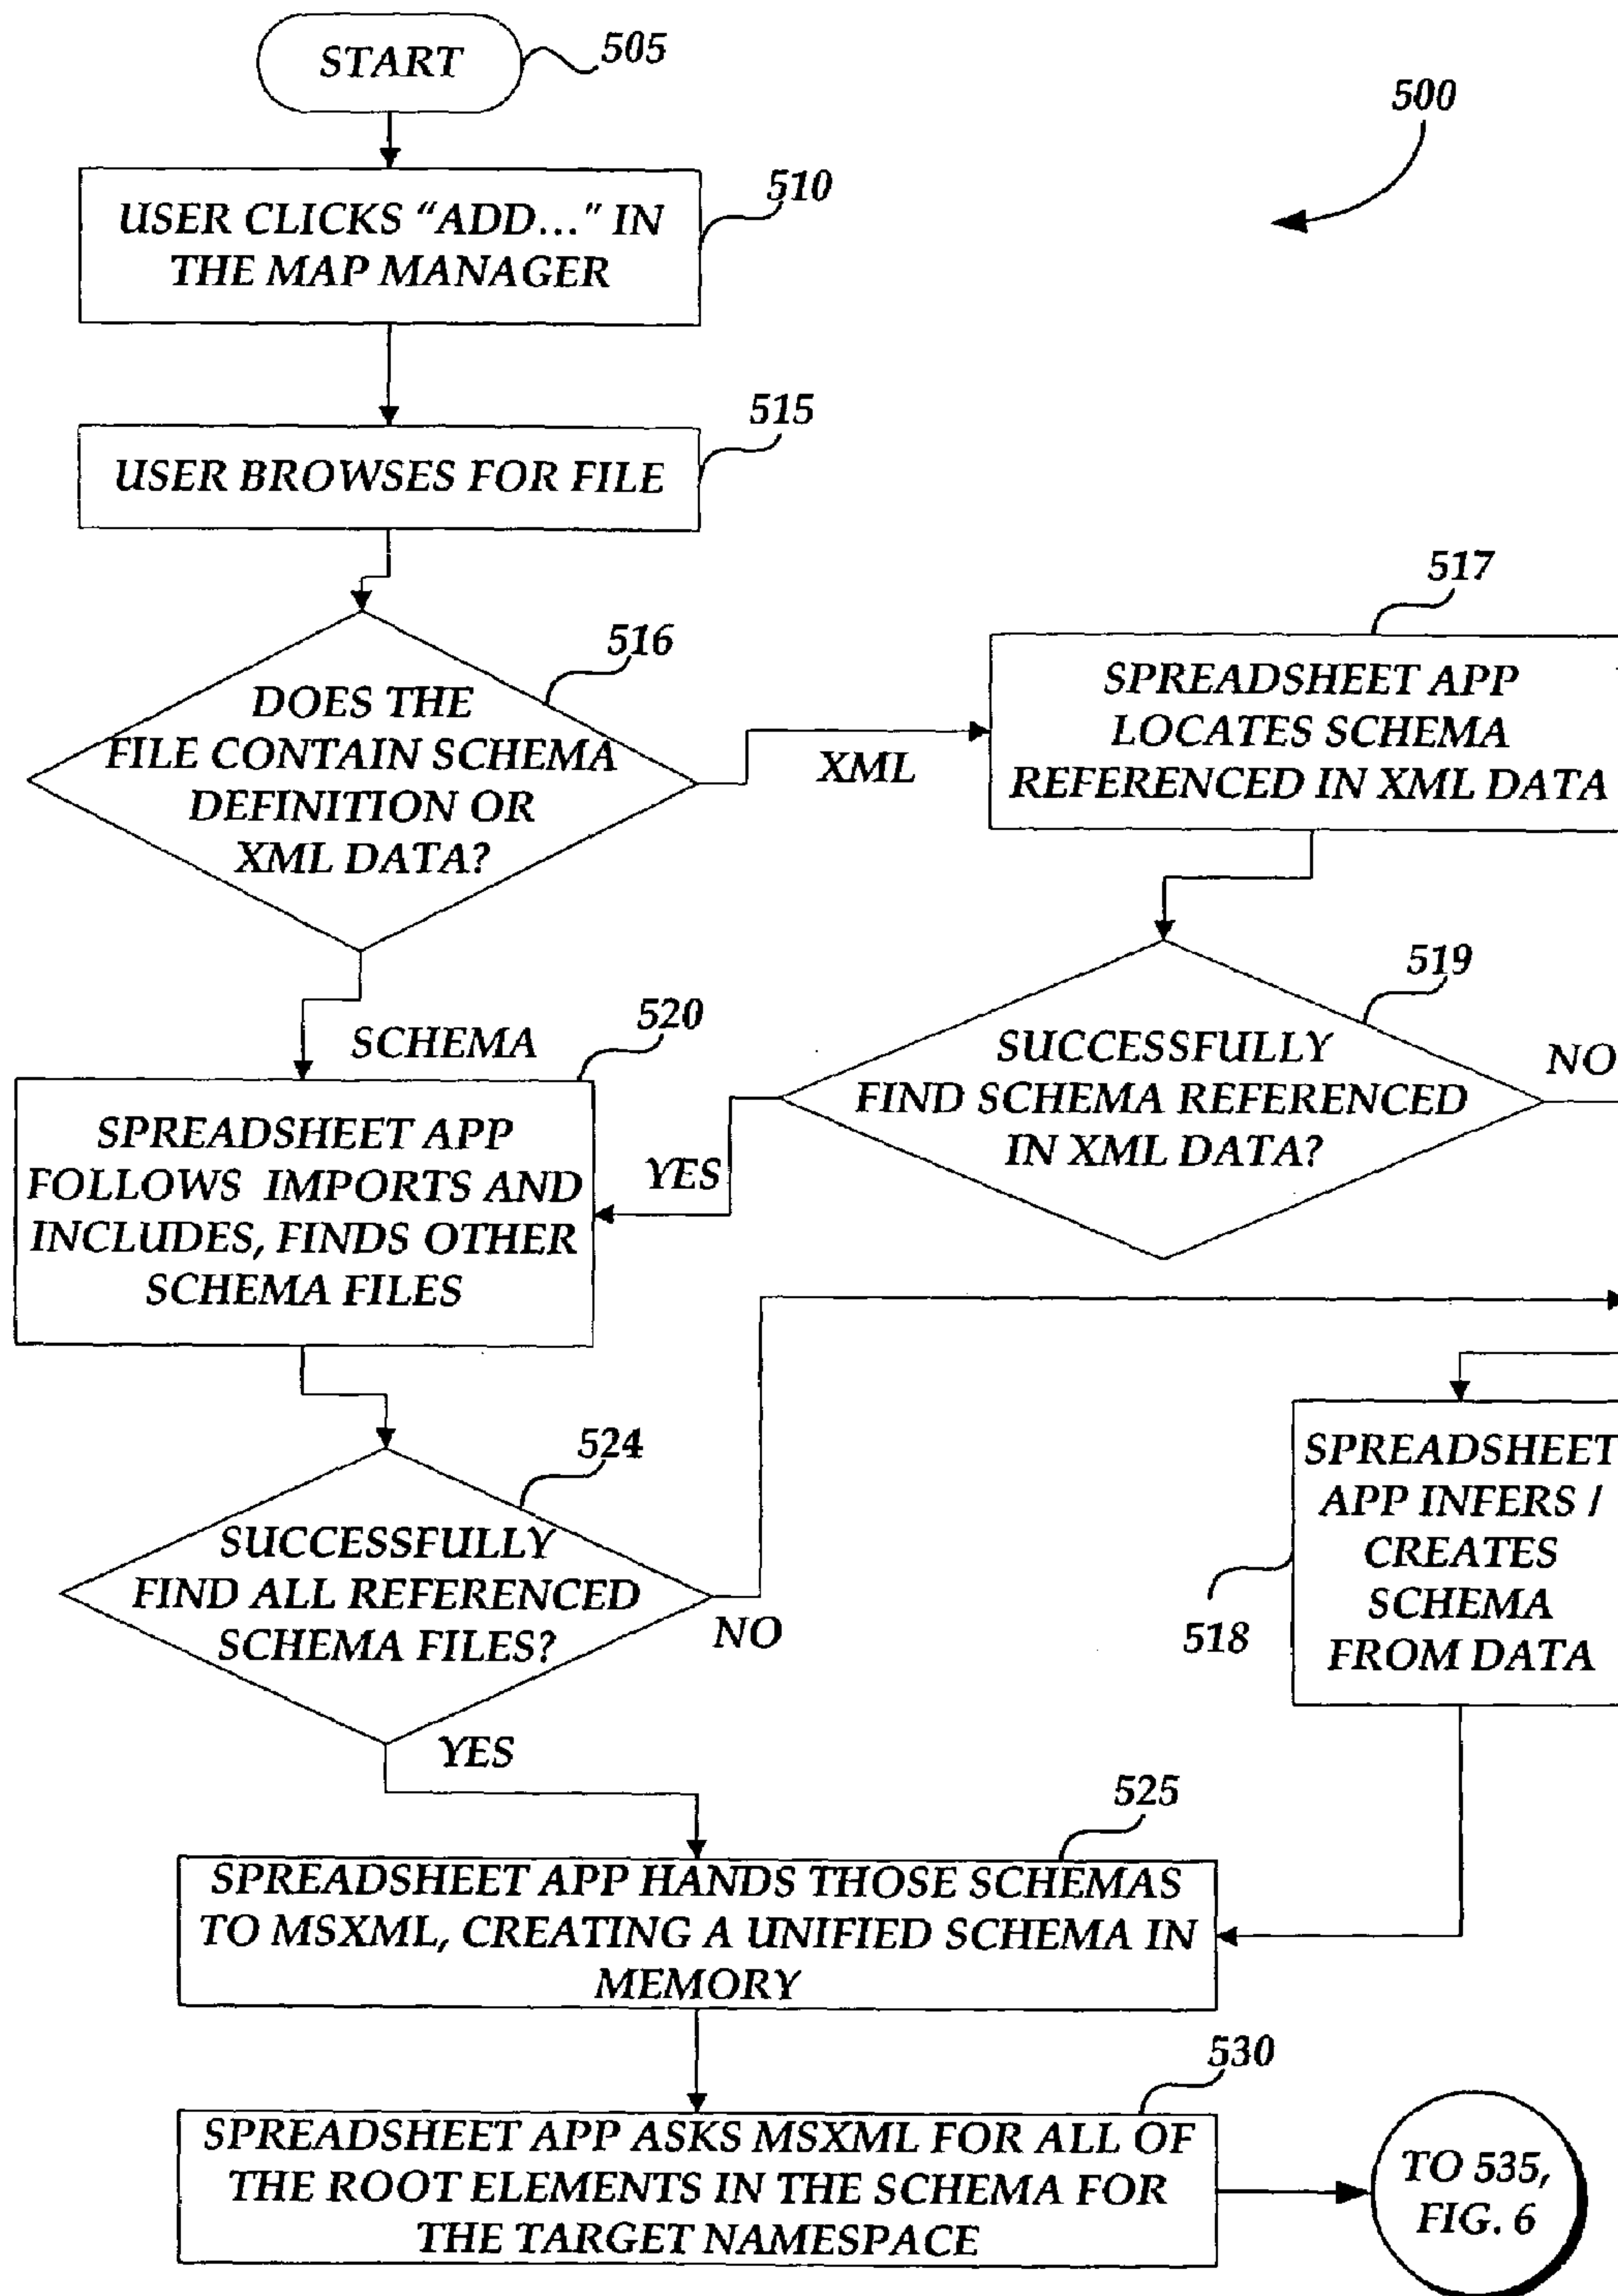 START
505
500
USER CLICKS “ADD...” IN
THE MAP MANAGER
510
USER BROWSES FOR FILE
515
DOES THE
FILE CONTAIN SCHEMA
DEFINITION OR
XML DATA?
516
XML
SPREADSHEET APP
LOCATES SCHEMA
REFERENCED IN XML DATA
517
SUCCESSFULLY
FIND SCHEMA REFERENCED
IN XML DATA?
519
NO
YES
SCHEMA
SPREADSHEET APP
FOLLOWS IMPORTS AND
INCLUDES, FINDS OTHER
SCHEMA FILES
520
SUCCESSFULLY
FIND ALL REFERENCED
SCHEMA FILES?
524
NO
YES
SPREADSHEET
APP INFERS /
CREATES
SCHEMA
FROM DATA
518
SPREADSHEET APP HANDS THOSE SCHEMAS
TO MSXML, CREATING A UNIFIED SCHEMA IN
MEMORY
525
SPREADSHEET APP ASKS MSXML FOR ALL OF
THE ROOT ELEMENTS IN THE SCHEMA FOR
THE TARGET NAMESPACE
530
TO 535,
FIG. 6